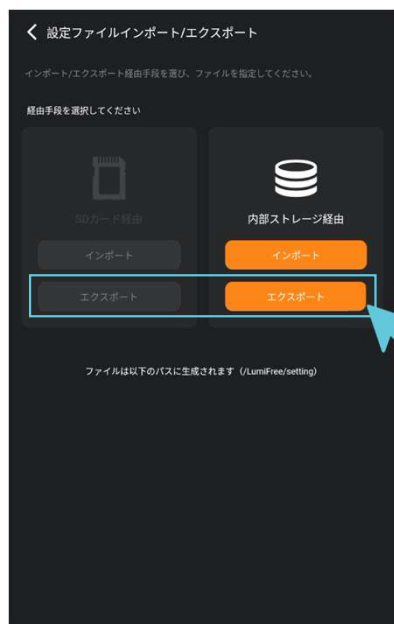 設定ファイルインポート/エクスポート
インポート/エクスポート経由手段を選び、ファイルを指定してください。
経由手段を選択してください
SDカード経由
内部ストレージ経由
インポート
インポート
エクスポート
エクスポート
ファイルは以下のパスに生成されます（/LumiFree/setting)